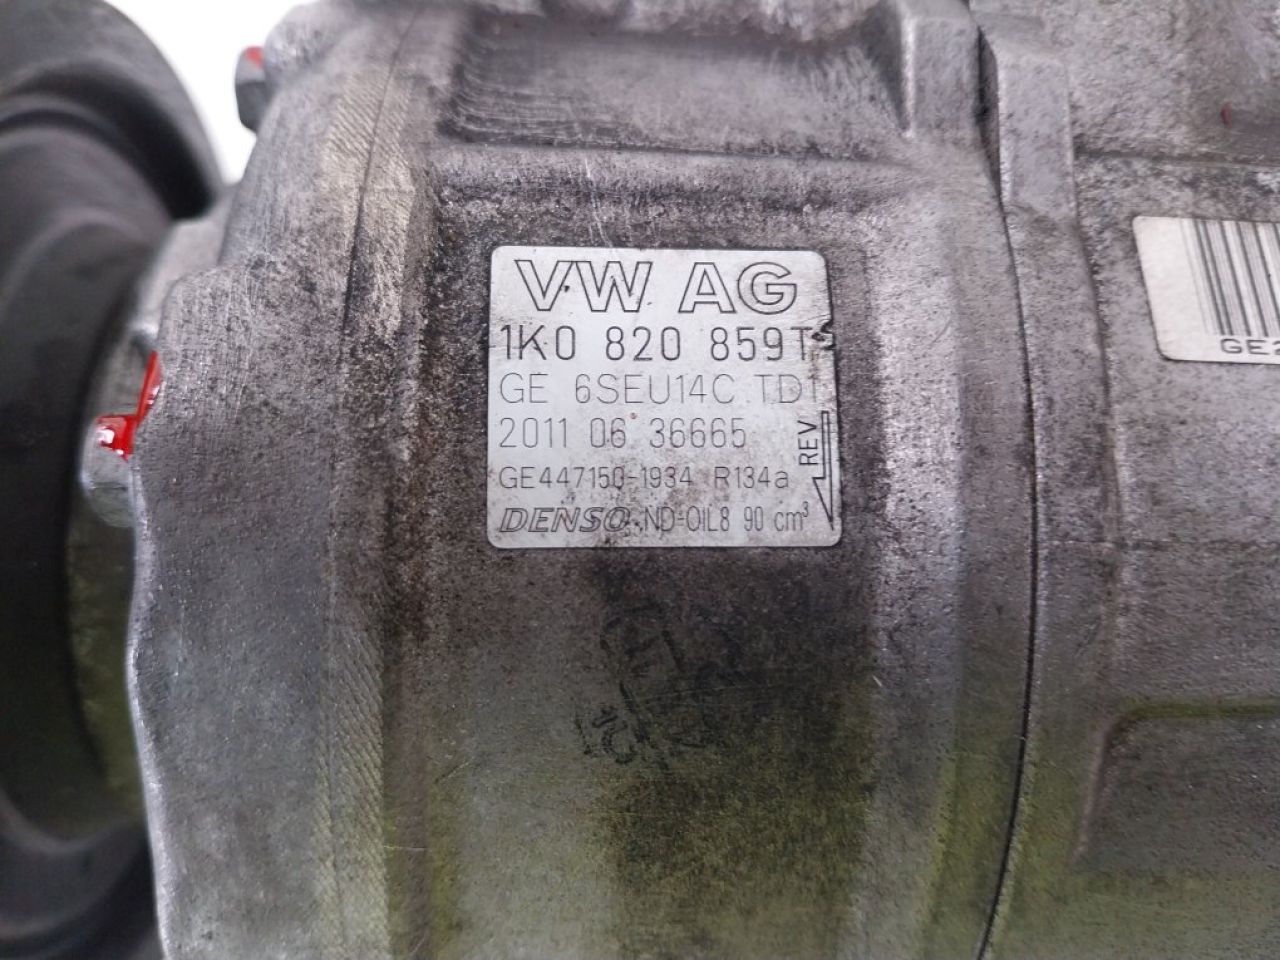 VW AG
1K0 820 859T
GE 6SEU14C TD1
2011 06 36665
REV
GE447150-1934 R134a
DENSO ND-OIL8 90 cm³